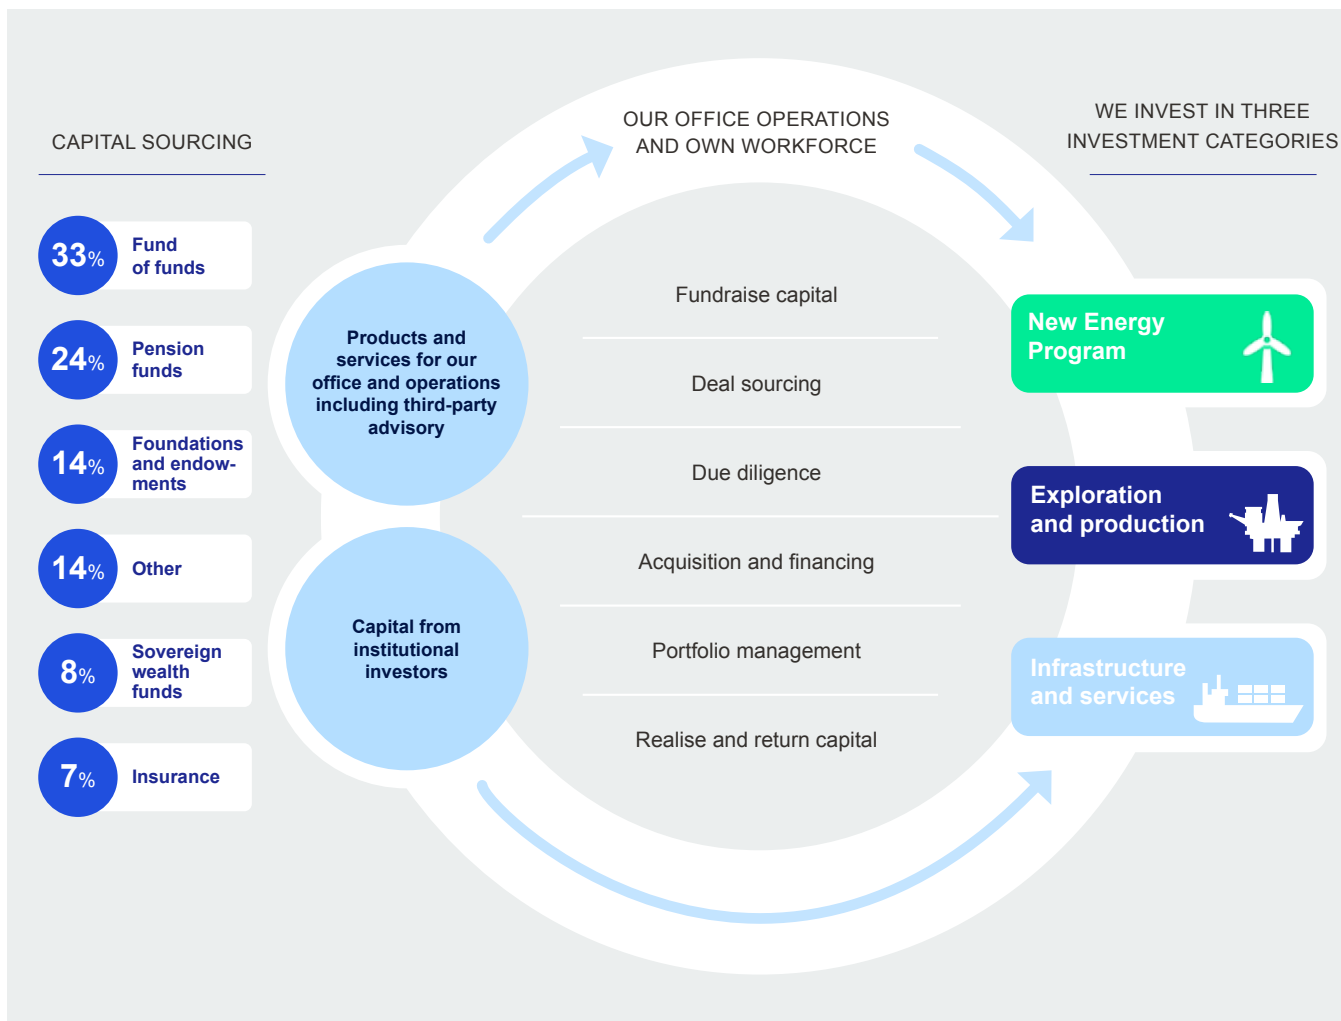 CAPITAL SOURCING
33%
Fund
of funds
24%
Pension
funds
14%
Foundations
and endow-
ments
14%
Other
8%
Sovereign
wealth
funds
7%
Insurance
Products and
services for our
office and operations
including third-party
advisory
Capital from
institutional
investors
OUR OFFICE OPERATIONS
AND OWN WORKFORCE
Fundraise capital
Deal sourcing
Due diligence
Acquisition and financing
Portfolio management
Realise and return capital
WE INVEST IN THREE
INVESTMENT CATEGORIES
New Energy
Program
Exploration
and production
Infrastructure
and services